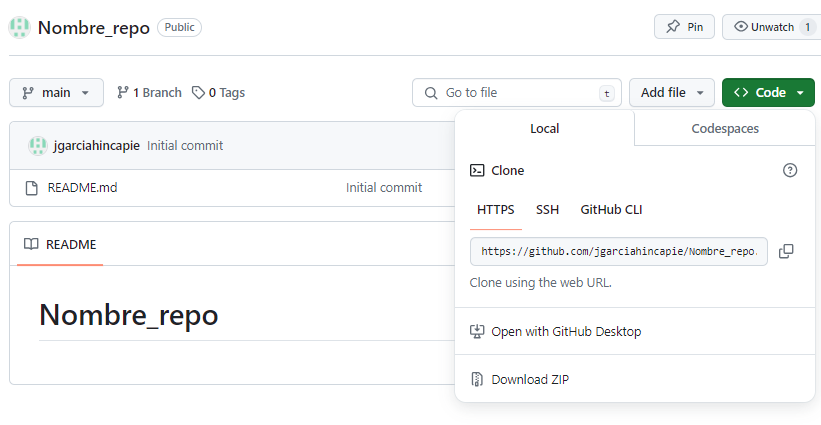 Nombre_repo Public Pin Unwatch 1
main 1 Branch 0 Tags Go to file t Add file Code
Local Codespaces
jgarciahincapie Initial commit
Clone
README.md Initial commit
HTTPS SSH GitHub CLI
README
https://github.com/jgarciahincapie/Nombre_repo.
Clone using the web URL.
Nombre_repo
Open with GitHub Desktop
Download ZIP